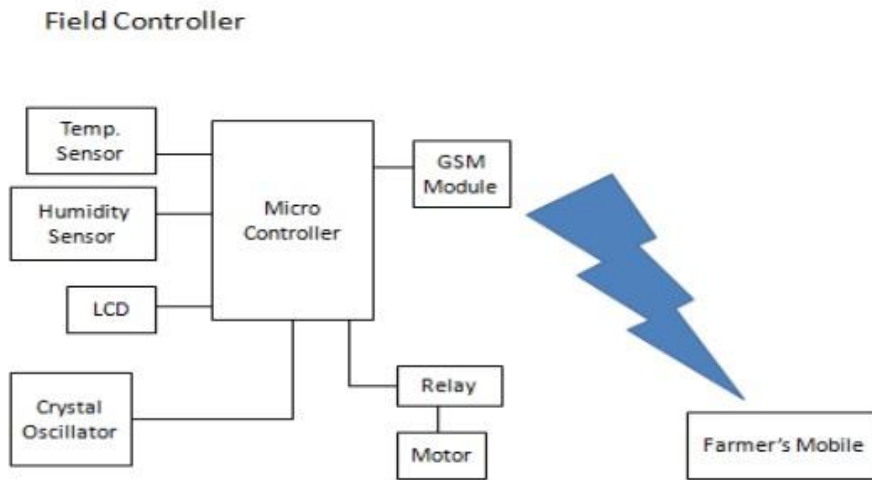 Field Controller
Temp.
Sensor
Humidity
Sensor
LCD
Crystal
Oscillator
Micro
Controller
GSM
Module
Relay
Motor
Farmer's Mobile